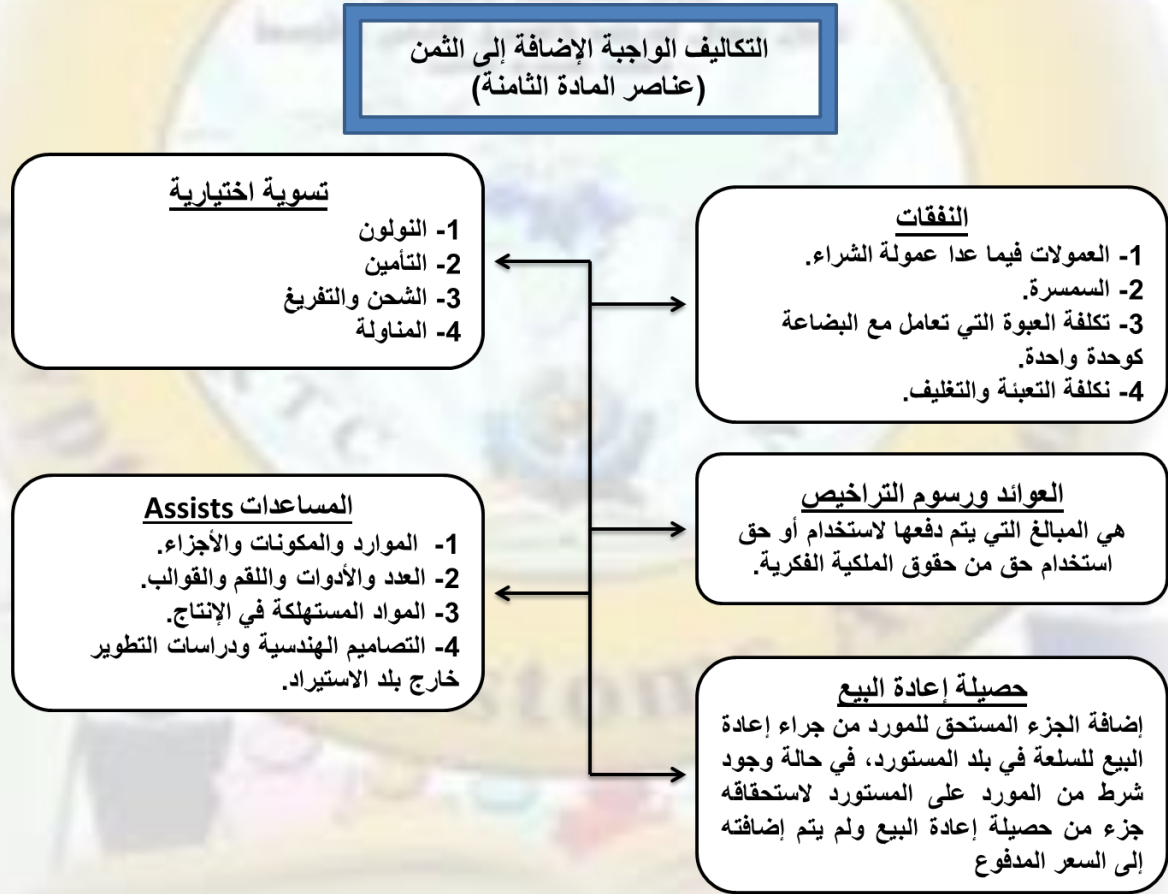 التكاليف الواجبة الإضافة إلى الثمن
(عناصر المادة الثامنة)
النفقات
1- العمولات فيما عدا عمولة الشراء.
2- السمسرة.
3- تكلفة العبوة التي تعامل مع البضاعة
كوحدة واحدة.
4- نكلفة التعبئة والتغليف.
تسوية اختيارية
1- النولون
2- التأمين
3- الشحن والتفريغ
4- المناولة
العوائد ورسوم التراخيص
هي المبالغ التي يتم دفعها لاستخدام أو حق
استخدام حق من حقوق الملكية الفكرية.
المساعدات Assists
1- الموارد والمكونات والأجزاء.
2- العدد والأدوات واللقم والقوالب.
3- المواد المستهلكة في الإنتاج.
4- التصاميم الهندسية ودراسات التطوير
خارج بلد الاستيراد.
حصيلة إعادة البيع
إضافة الجزء المستحق للمورد من جراء إعادة
البيع للسلعة في بلد المستورد، في حالة وجود
شرط من المورد على المستورد لاستحقاقه
جزء من حصيلة إعادة البيع ولم يتم إضافته
إلى السعر المدفوع